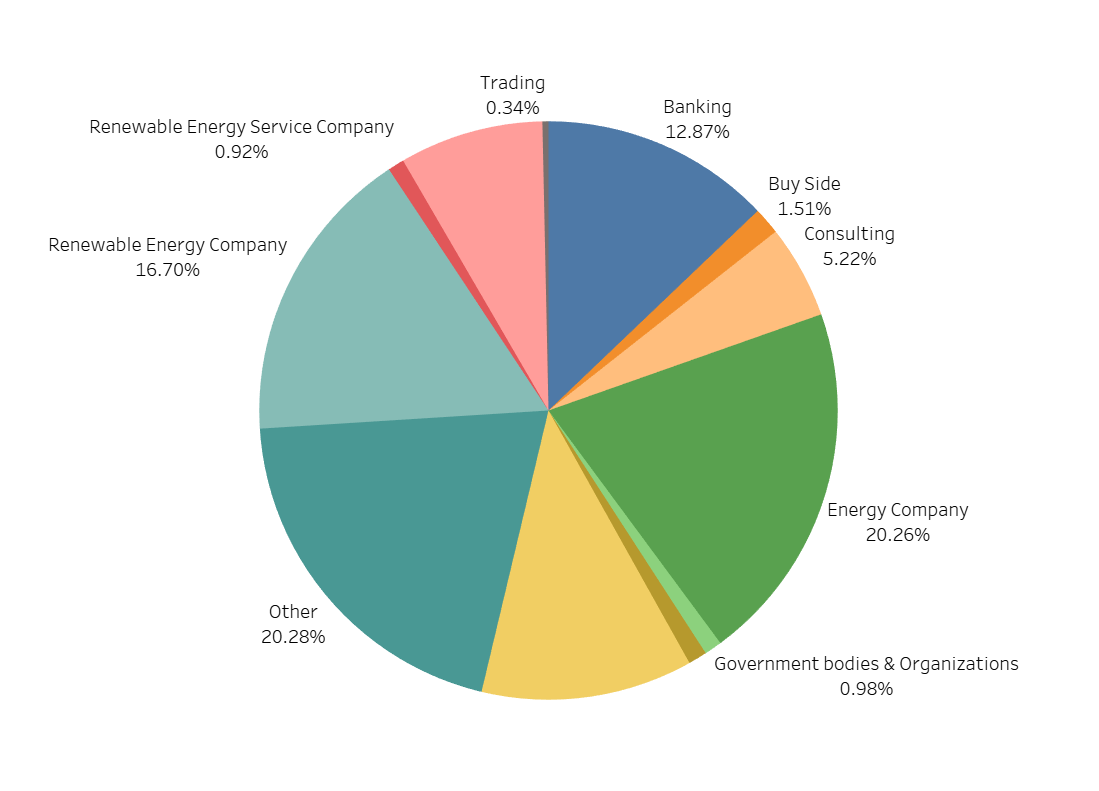 Trading
0.34%
Banking
12.87%
Renewable Energy Service Company
0.92%
Buy Side
1.51%
Consulting
5.22%
Renewable Energy Company
16.70%
Energy Company
20.26%
Other
20.28%
Government bodies & Organizations
0.98%